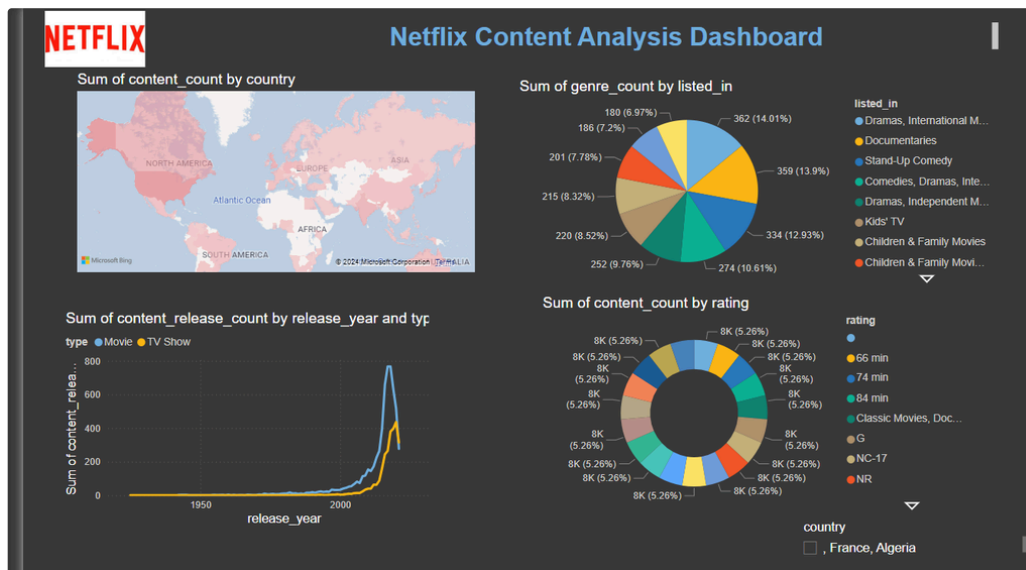 NETFLIX
Netflix Content Analysis Dashboard
Sum of content_count by country
NORTH AMERICA
EUROPE
ASIA
Atlantic Ocean
AFRICA
SOUTH AMERICA
Microsoft Bing
© 2024 Microsoft Corporation
Sum of genre_count by listed_in
180 (6.97%)
362 (14.01%)
186 (7.2%)
201 (7.78%)
359 (13.9%)
215 (8.32%)
334 (12.93%)
220 (8.52%)
252 (9.76%)
274 (10.61%)
listed_in
Dramas, International M...
Documentaries
Stand-Up Comedy
Comedies, Dramas, Inte...
Dramas, Independent M...
Kids' TV
Children & Family Movies
Children & Family Movi...
Sum of content_release_count by release_year and typ
type Movie TV Show
Sum of content_relea...
800
600
400
200
0
1950
2000
release_year
Sum of content_count by rating
8K (5.26%)
8K (5.26%)
8K (5.26%)
8K (5.26%)
8K (5.26%)
8K
(5.26%)
8K
(5.26%)
8K
(5.26%)
8K
(5.26%)
8K
(5.26%)
8K
(5.26%)
8K (5.26%)
8K (5.26%)
8K (5.26%)
8K (5.26%)
8K (5.26%)
8K (5.26%)
8K (5.26%)
rating
66 min
74 min
84 min
Classic Movies, Doc...
G
NC-17
NR
country
, France, Algeria